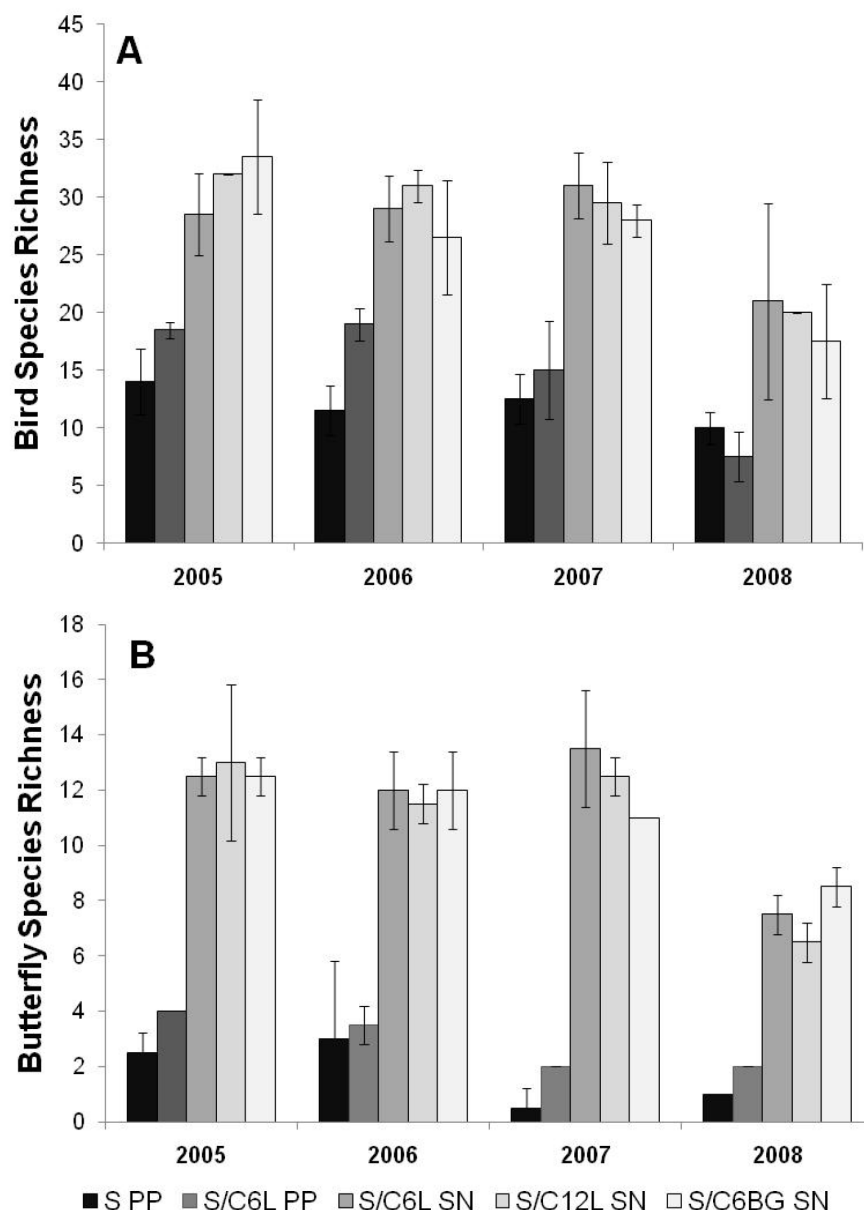 A
Bird Species Richness
45
40
35
30
25
20
15
10
5
0
2005 2006 2007 2008
B
Butterfly Species Richness
18
16
14
12
10
8
6
4
2
0
2005 2006 2007 2008
S PP S/C6L PP S/C6L SN S/C12L SN S/C6BG SN